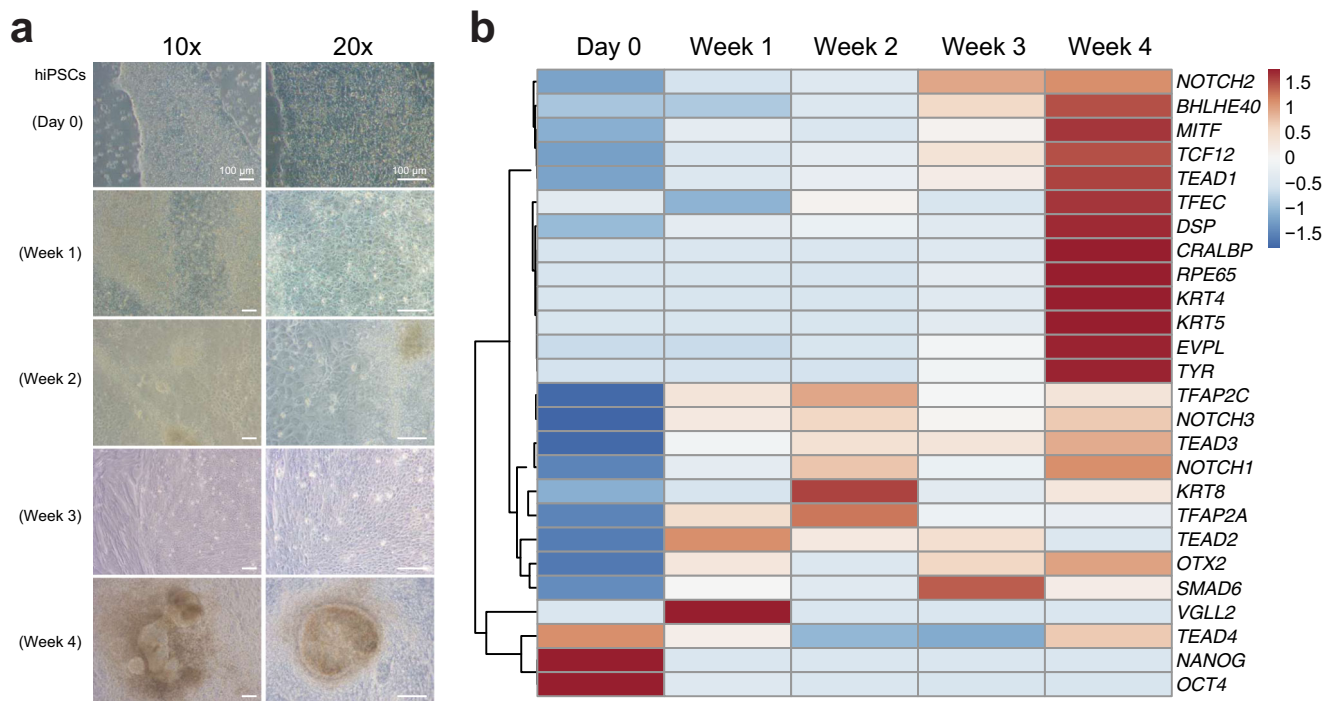 a
10x
20x
hiPSCs
(Day 0)
100 µm
100 µm
(Week 1)
(Week 2)
(Week 3)
(Week 4)
b
Day 0
Week 1
Week 2
Week 3
Week 4
NOTCH2
BHLHE40
MITF
TCF12
TEAD1
TFEC
DSP
CRALBP
RPE65
KRT4
KRT5
EVPL
TYR
TFAP2C
NOTCH3
TEAD3
NOTCH1
KRT8
TFAP2A
TEAD2
OTX2
SMAD6
VGLL2
TEAD4
NANOG
OCT4
1.5
1
0.5
0
−0.5
−1
−1.5